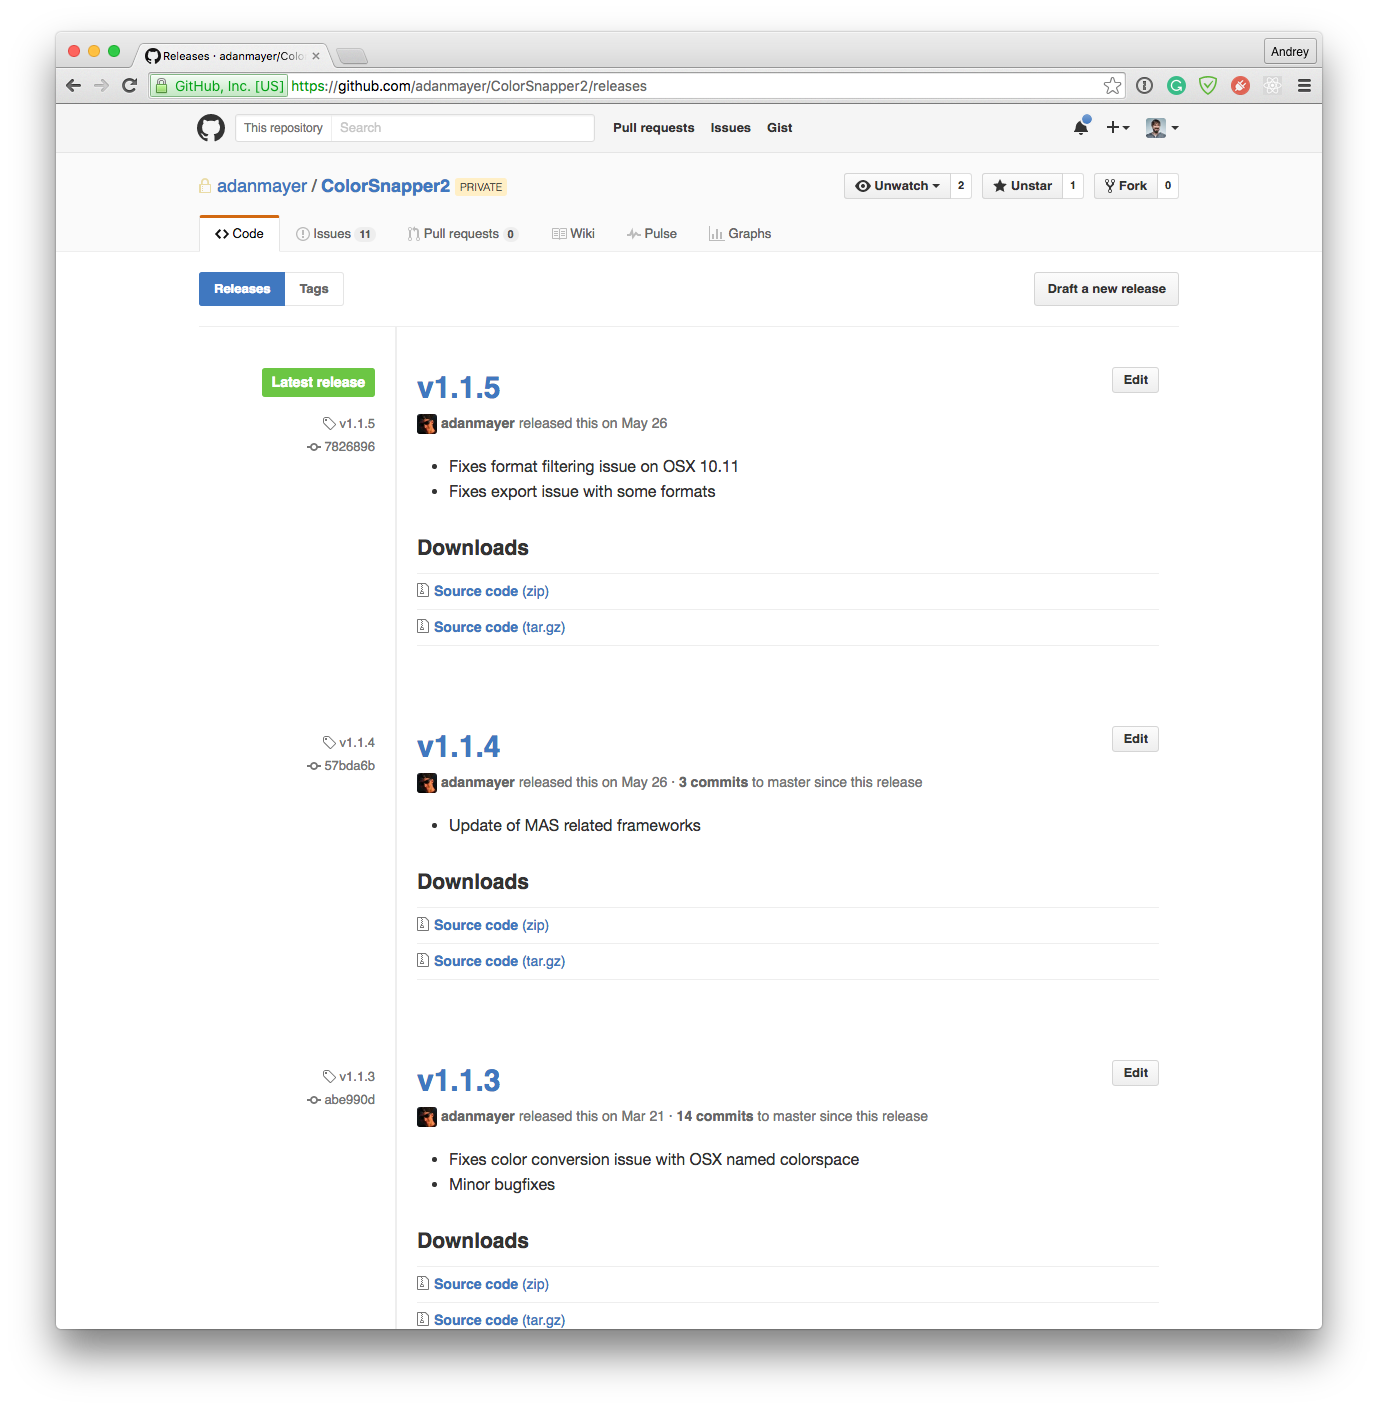 Releases · adanmayer/Colo
Andrey
GitHub, Inc. [US] https://github.com/adanmayer/ColorSnapper2/releases
This repository Search Pull requests Issues Gist
adanmayer / ColorSnapper2 PRIVATE
Unwatch 2 Unstar 1 Fork 0
Code Issues 11 Pull requests 0 Wiki Pulse Graphs
Releases Tags
Draft a new release
Latest release
v1.1.5
7826896
v1.1.5
Edit
adanmayer released this on May 26
• Fixes format filtering issue on OSX 10.11
• Fixes export issue with some formats
Downloads
Source code (zip)
Source code (tar.gz)
v1.1.4
57bda6b
v1.1.4
Edit
adanmayer released this on May 26 · 3 commits to master since this release
• Update of MAS related frameworks
Downloads
Source code (zip)
Source code (tar.gz)
v1.1.3
abe990d
v1.1.3
Edit
adanmayer released this on Mar 21 · 14 commits to master since this release
• Fixes color conversion issue with OSX named colorspace
• Minor bugfixes
Downloads
Source code (zip)
Source code (tar.gz)